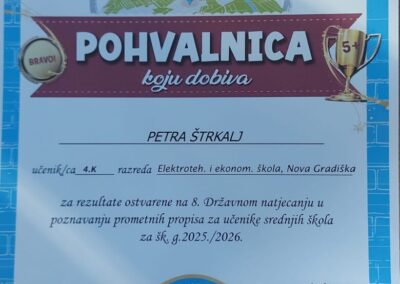 BRAVO!
POHVALNICA
5+
koju dobiva
PETRA ŠTRKALJ
učenik/ca 4.K razreda Elektroteh. i ekonom. škola, Nova Gradiška
za rezultate ostvarene na 8. Državnom natjecanju u
poznavanju prometnih propisa za učenike srednjih škola
za šk. g.2025./2026.